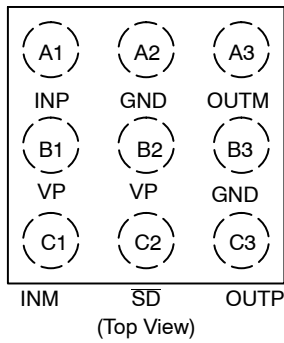 A1 A2 A3
INP GND OUTM
B1 B2 B3
VP VP GND
C1 C2 C3
INM S̅D̅ OUTP
(Top View)